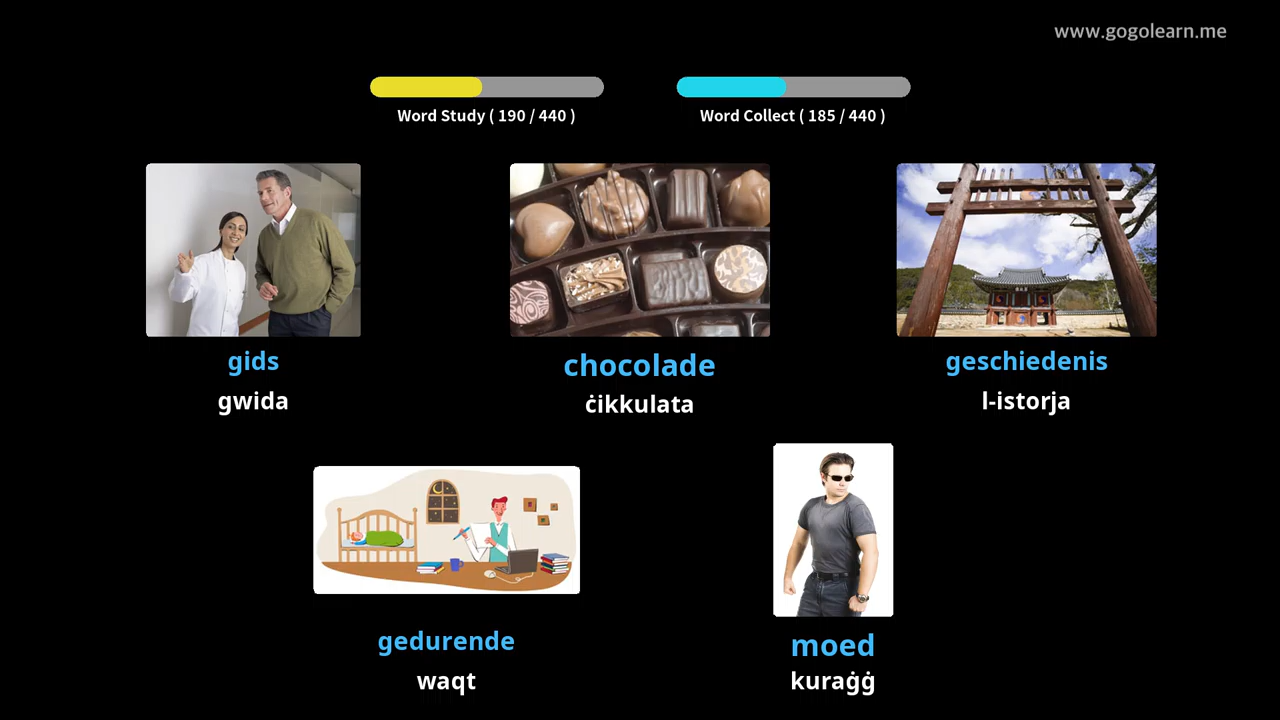 www.gogolearn.me
Word Study ( 190 / 440 )
Word Collect ( 185 / 440 )
gids
gwida
chocolade
ċikkulata
geschiedenis
l-istorja
gedurende
waqt
moed
kuraġġ